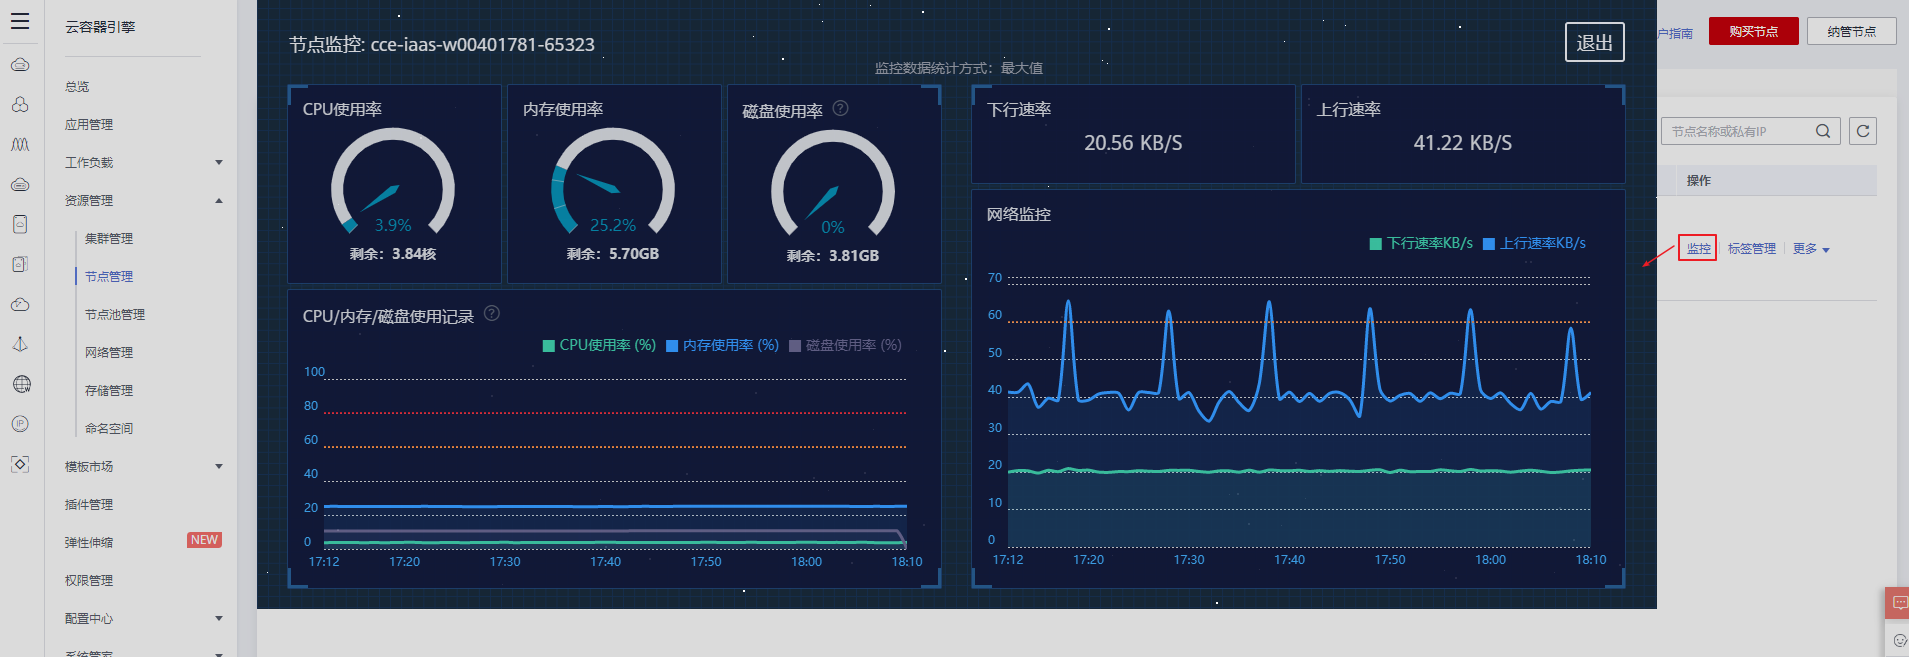 云容器引擎
总览
应用管理
工作负载
资源管理
集群管理
节点管理
节点池管理
网络管理
存储管理
命名空间
模板市场
插件管理
弹性伸缩 NEW
权限管理
配置中心
系统管家
节点监控: cce-iaas-w00401781-65323
退出
监控数据统计方式：最大值
CPU使用率
3.9%
剩余：3.84核
内存使用率
25.2%
剩余：5.70GB
磁盘使用率 ?
0%
剩余：3.81GB
CPU/内存/磁盘使用记录 ?
CPU使用率 (%) 内存使用率 (%) 磁盘使用率 (%)
100
80
60
40
20
0
17:12 17:20 17:30 17:40 17:50 18:00 18:10
下行速率
20.56 KB/S
上行速率
41.22 KB/S
网络监控
下行速率KB/s 上行速率KB/s
70
60
50
40
30
20
10
0
17:12 17:20 17:30 17:40 17:50 18:00 18:10
户指南
购买节点
纳管节点
节点名称或私有IP
操作
监控 标签管理 更多
IP